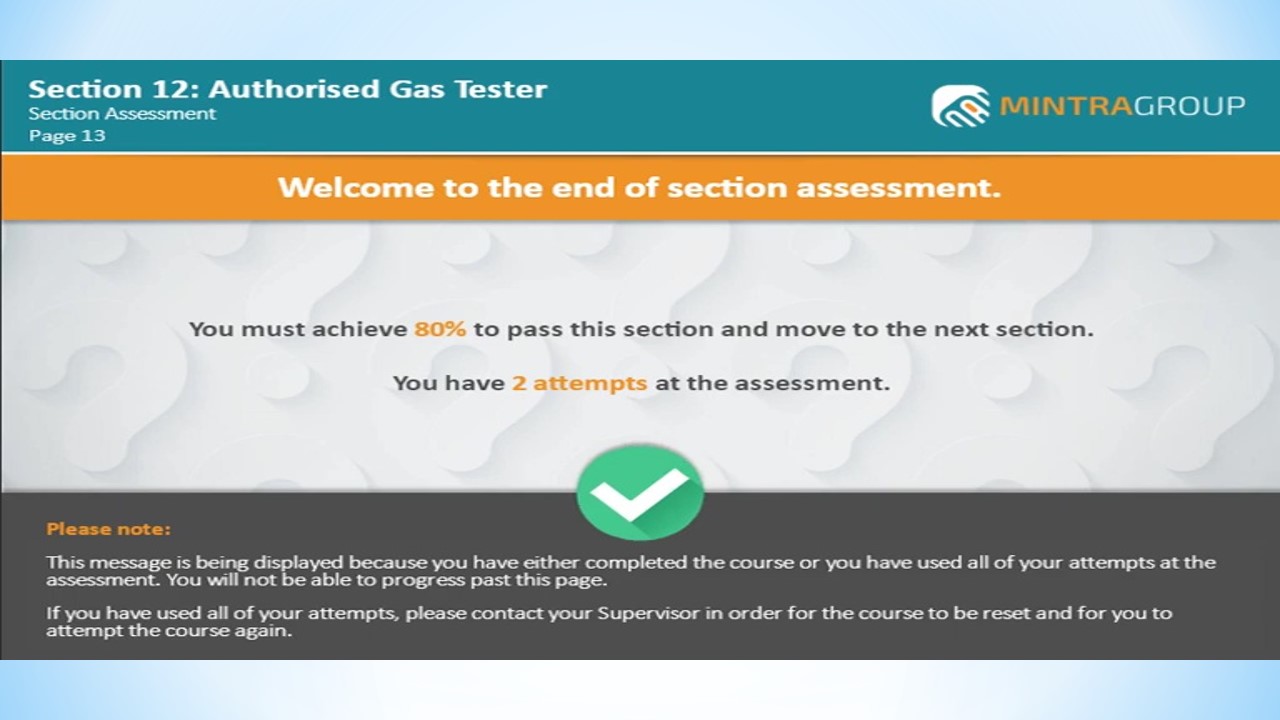 Section 12: Authorised Gas Tester
Section Assessment
Page 13
MINTRAGROUP
Welcome to the end of section assessment.
You must achieve 80% to pass this section and move to the next section.
You have 2 attempts at the assessment.
Please note:
This message is being displayed because you have either completed the course or you have used all of your attempts at the
assessment. You will not be able to progress past this page.
If you have used all of your attempts, please contact your Supervisor in order for the course to be reset and for you to
attempt the course again.